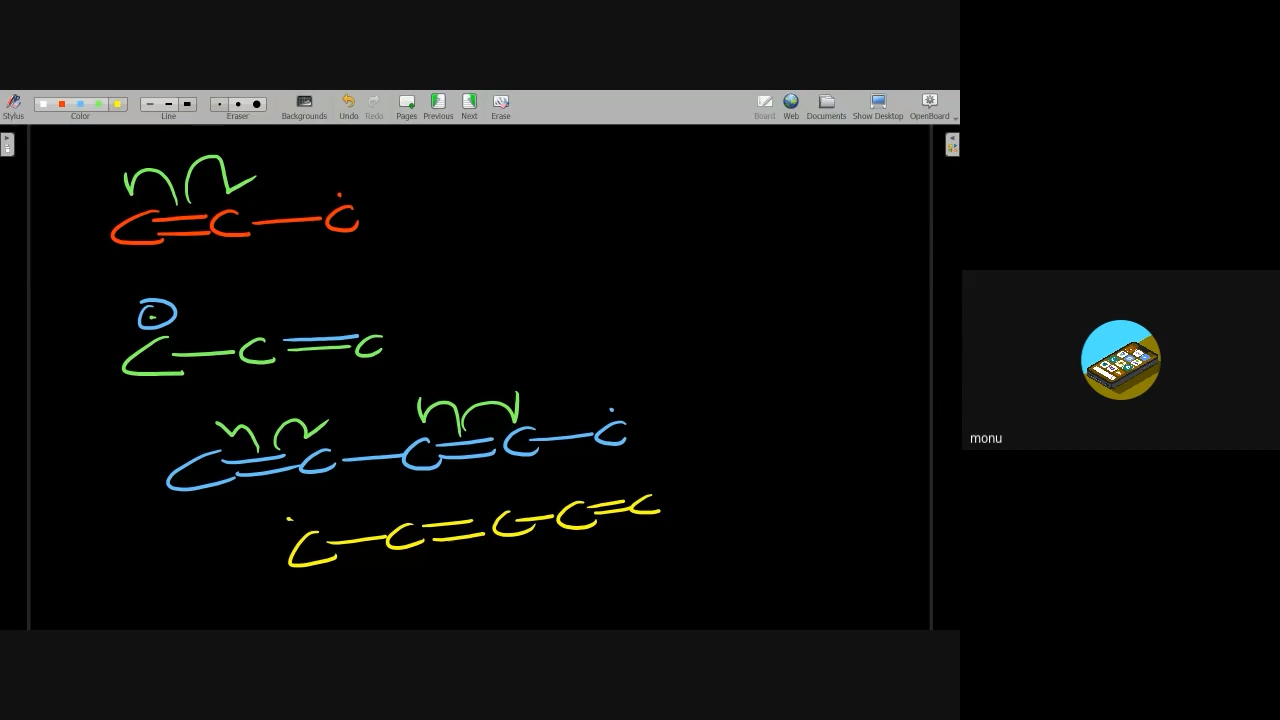 Stylus Color Line Eraser Backgrounds Undo Redo Pages Previous Next Erase Board Web Documents Show Desktop OpenBoard
C=C—Ċ
Ċ—C=C
monu
C=C—C=C—Ċ
Ċ—C=C—C=C